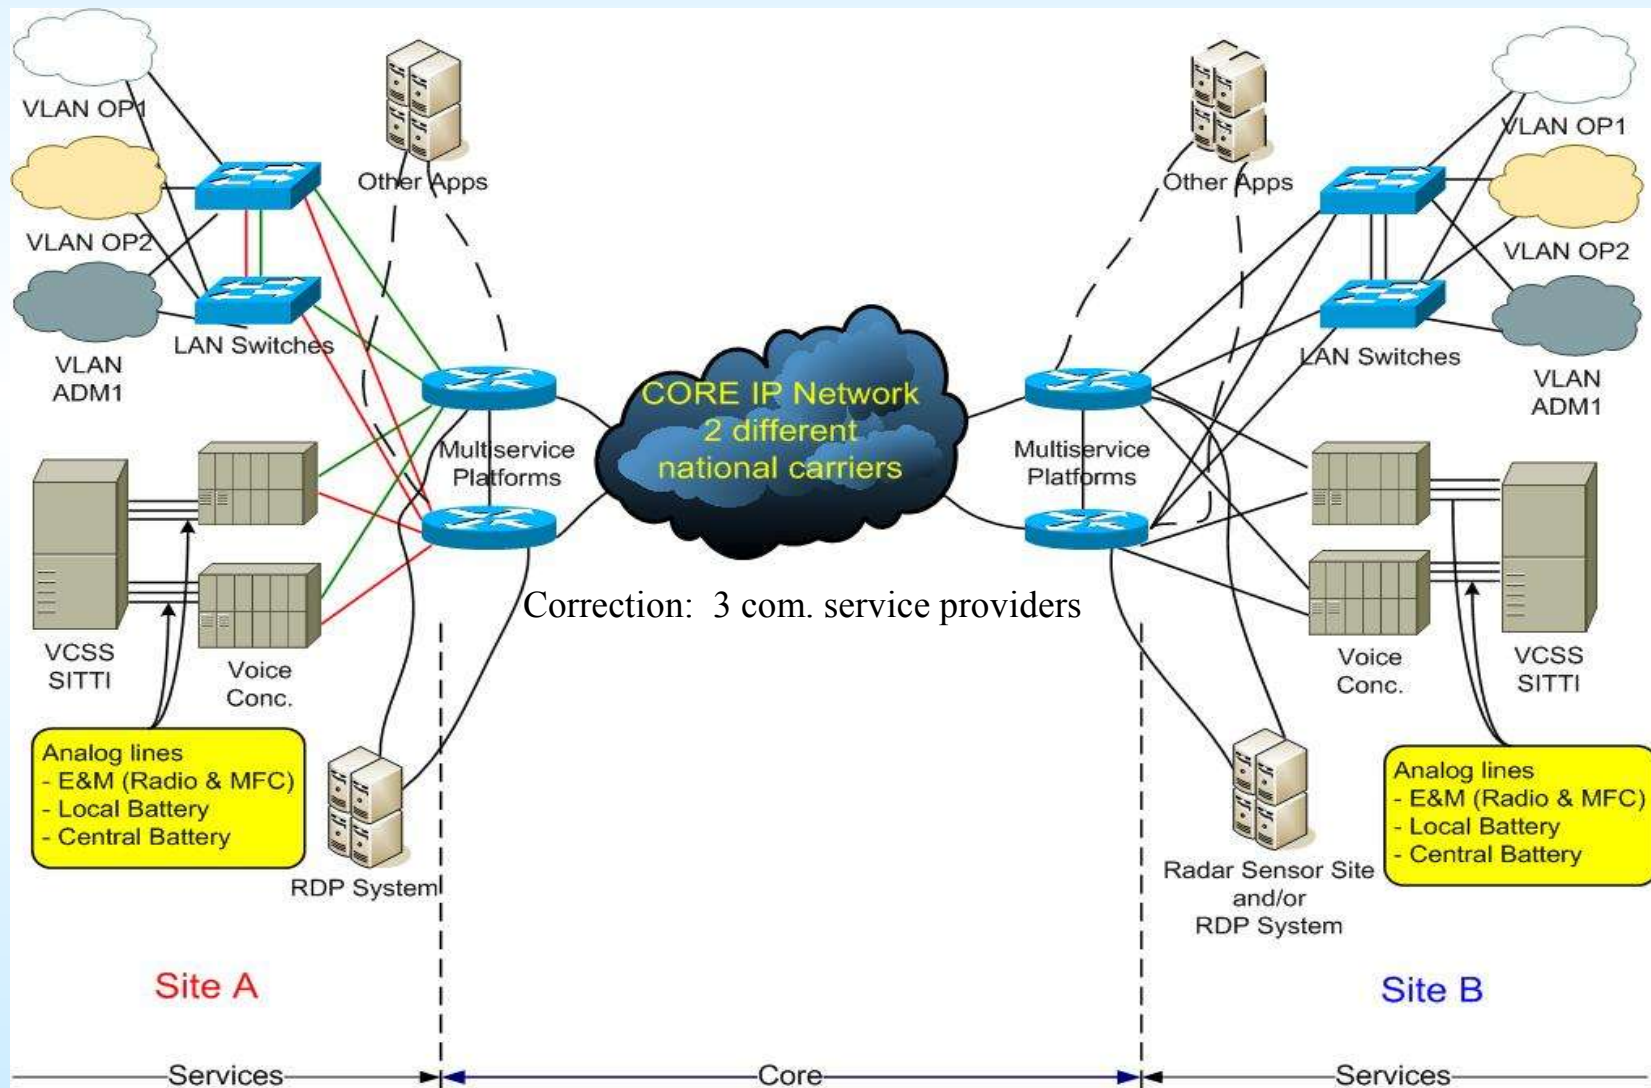 VLAN OP1
VLAN OP2
VLAN
ADM1
LAN Switches
Other Apps
Multiservice
Platforms
VCSS
SITTI
Voice
Conc.
Analog lines
- E&M (Radio & MFC)
- Local Battery
- Central Battery
RDP System
Site A
CORE IP Network
2 different
national carriers
Correction: 3 com. service providers
Other Apps
VLAN OP1
VLAN OP2
LAN Switches
VLAN
ADM1
Multiservice
Platforms
Voice
Conc.
VCSS
SITTI
Analog lines
- E&M (Radio & MFC)
- Local Battery
- Central Battery
Radar Sensor Site
and/or
RDP System
Site B
Services
Core
Services